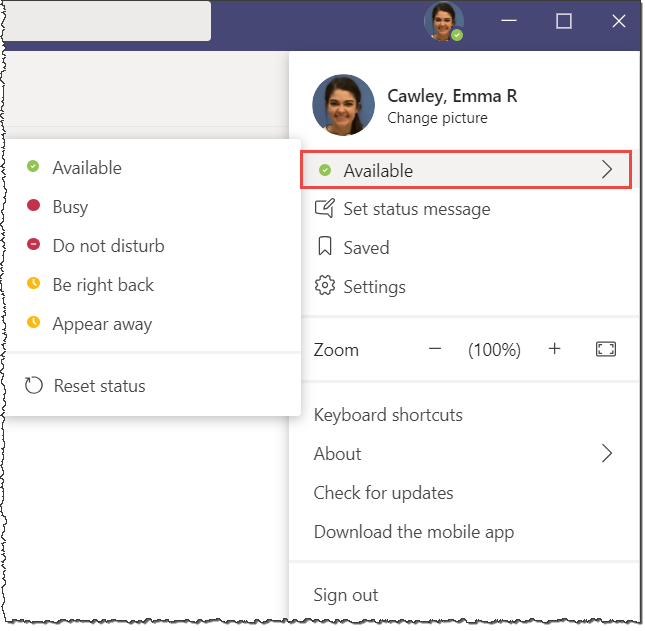 Cawley, Emma R
Change picture
Available
Set status message
Saved
Settings
Zoom
(100%)
Keyboard shortcuts
About
Check for updates
Download the mobile app
Sign out
Available
Busy
Do not disturb
Be right back
Appear away
Reset status